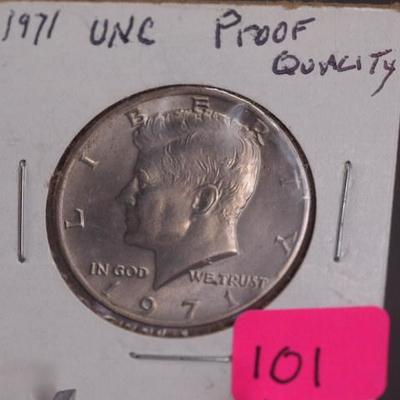 1971 UNC PROOF
QUALITY
LIBERTY
IN GOD WE TRUST
1971
101